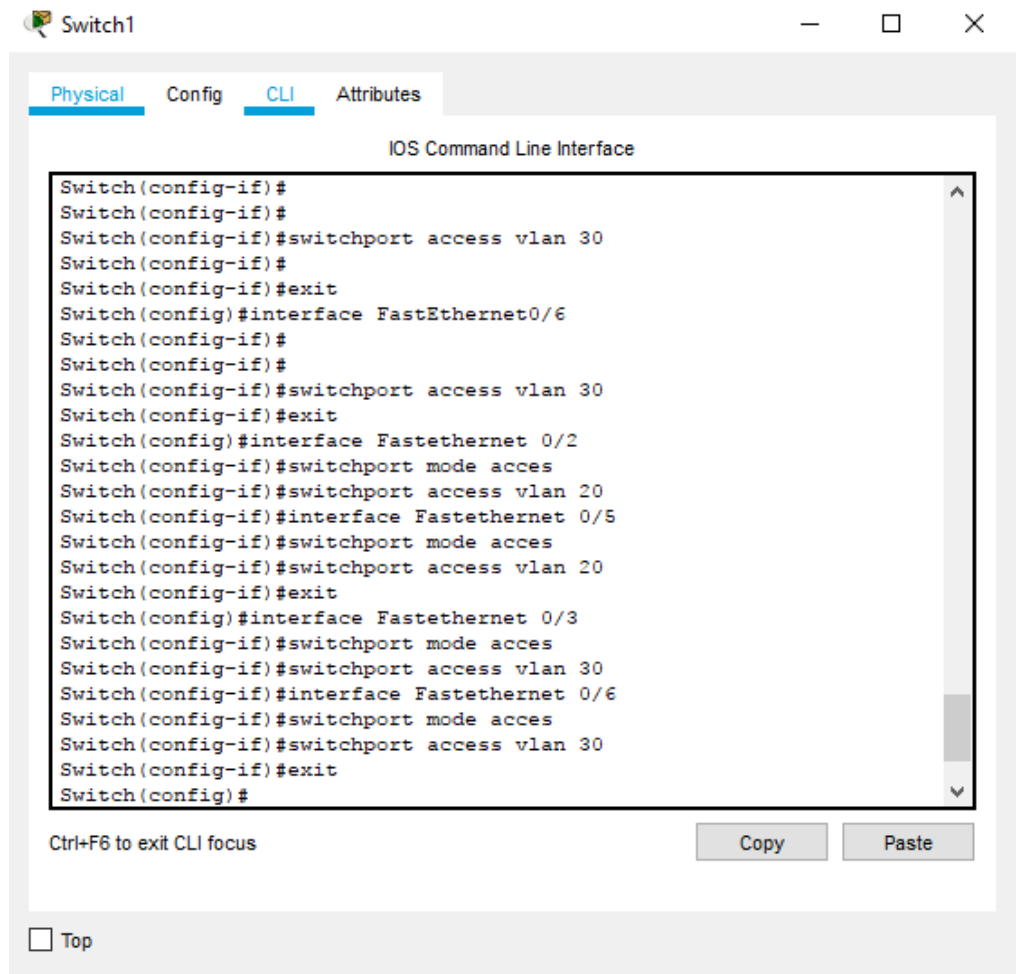 Switch1
Physical Config CLI Attributes
IOS Command Line Interface
Switch(config-if)#
Switch(config-if)#
Switch(config-if)#switchport access vlan 30
Switch(config-if)#
Switch(config-if)#exit
Switch(config)#interface FastEthernet0/6
Switch(config-if)#
Switch(config-if)#
Switch(config-if)#switchport access vlan 30
Switch(config-if)#exit
Switch(config)#interface Fastethernet 0/2
Switch(config-if)#switchport mode acces
Switch(config-if)#switchport access vlan 20
Switch(config-if)#interface Fastethernet 0/5
Switch(config-if)#switchport mode acces
Switch(config-if)#switchport access vlan 20
Switch(config-if)#exit
Switch(config)#interface Fastethernet 0/3
Switch(config-if)#switchport mode acces
Switch(config-if)#switchport access vlan 30
Switch(config-if)#interface Fastethernet 0/6
Switch(config-if)#switchport mode acces
Switch(config-if)#switchport access vlan 30
Switch(config-if)#exit
Switch(config)#
Ctrl+F6 to exit CLI focus Copy Paste
Top